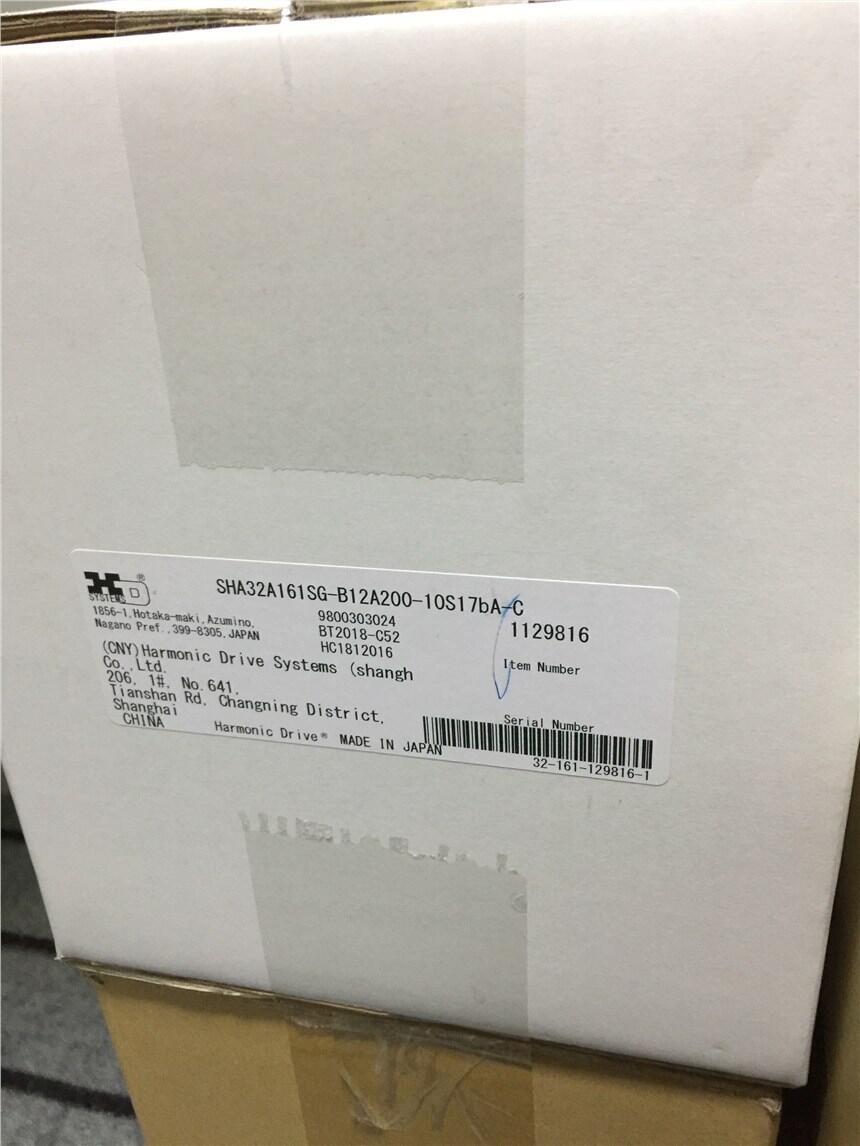 HD®
SYSTEMS
SHA32A161SG-B12A200-10S17bA-C
1856-1,Hotaka-maki,Azumino,
Nagano Pref.,399-8305,JAPAN
9800303024
BT2018-C52
HC1812016
1129816
Item Number
(CNY)Harmonic Drive Systems (shangh
Co.,Ltd.
206, 1#, No.641,
Tianshan Rd, Changning District,
Shanghai
CHINA
Harmonic Drive® MADE IN JAPAN
Serial Number
32-161-129816-1